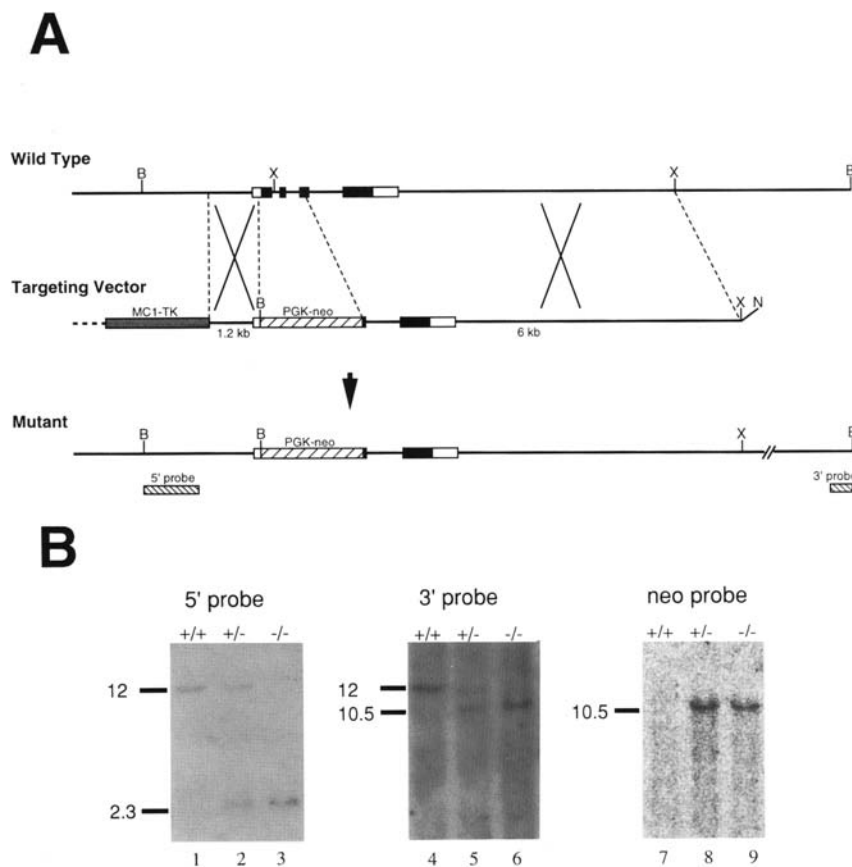 A
Wild Type
B X X B
Targeting Vector
MC1-TK B PGK-neo X N
1.2 kb 6 kb
Mutant
B B PGK-neo X B
5' probe 3' probe
B
5' probe 3' probe neo probe
+/+ +/- -/- +/+ +/- -/- +/+ +/- -/-
12 12
10.5 10.5
2.3
1 2 3 4 5 6 7 8 9